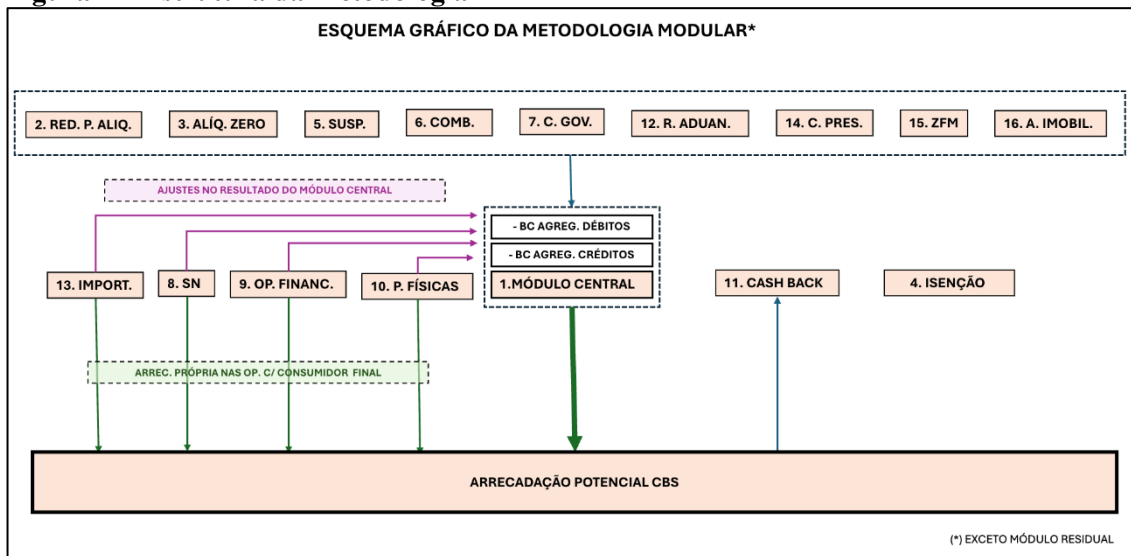 ESQUEMA GRÁFICO DA METODOLOGIA MODULAR*
2. RED. P. ALIQ.
3. ALÍQ. ZERO
5. SUSP.
6. COMB.
7. C. GOV.
12. R. ADUAN.
14. C. PRES.
15. ZFM
16. A. IMOBIL.
AJUSTES NO RESULTADO DO MÓDULO CENTRAL
- BC AGREG. DÉBITOS
- BC AGREG. CRÉDITOS
13. IMPORT.
8. SN
9. OP. FINANC.
10. P. FÍSICAS
1.MÓDULO CENTRAL
11. CASH BACK
4. ISENÇÃO
ARREC. PRÓPRIA NAS OP. C/ CONSUMIDOR FINAL
ARRECADAÇÃO POTENCIAL CBS
(*) EXCETO MÓDULO RESIDUAL